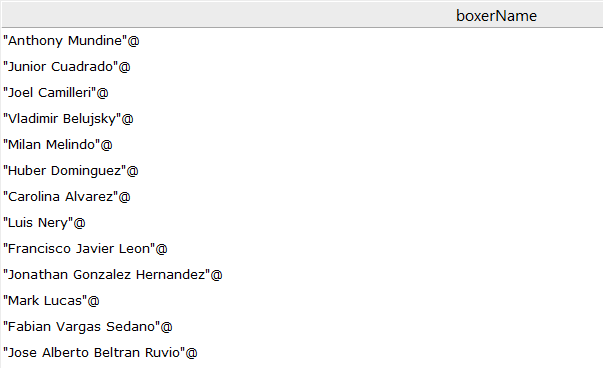 boxerName
"Anthony Mundine"@
"Junior Cuadrado"@
"Joel Camilleri"@
"Vladimir Belujsky"@
"Milan Melindo"@
"Huber Dominguez"@
"Carolina Alvarez"@
"Luis Nery"@
"Francisco Javier Leon"@
"Jonathan Gonzalez Hernandez"@
"Mark Lucas"@
"Fabian Vargas Sedano"@
"Jose Alberto Beltran Ruvio"@